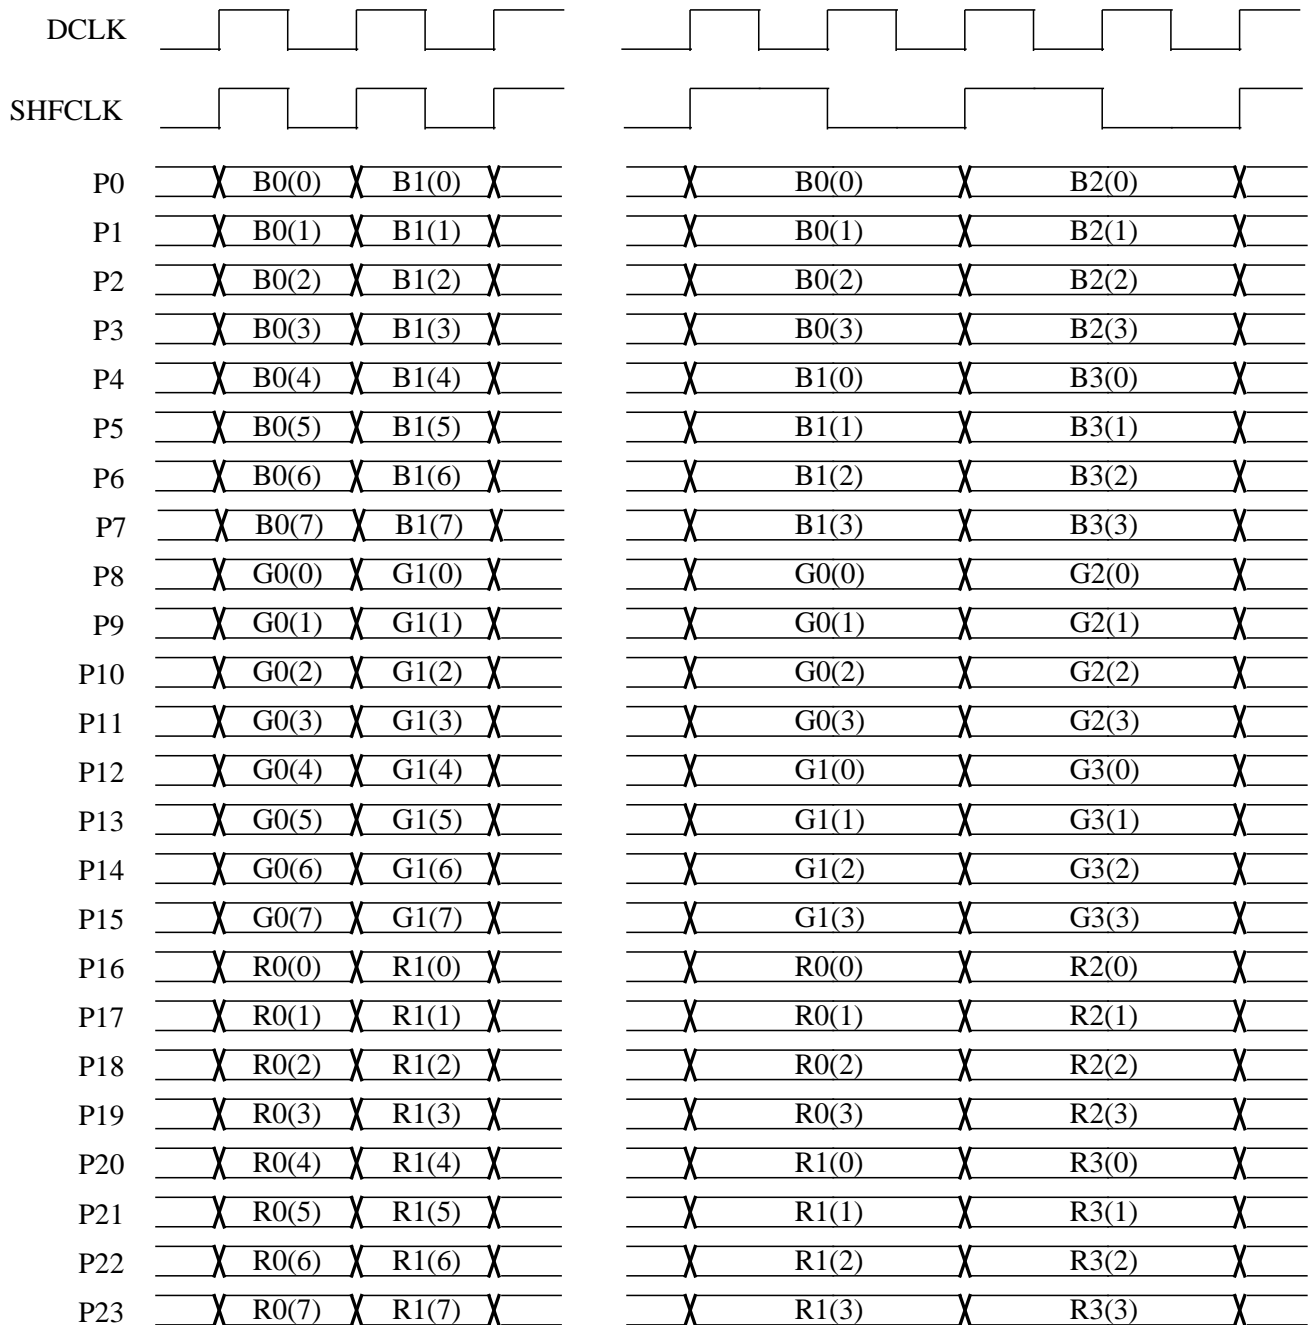 DCLK
SHFCLK
P0 B0(0) B1(0) B0(0) B2(0)
P1 B0(1) B1(1) B0(1) B2(1)
P2 B0(2) B1(2) B0(2) B2(2)
P3 B0(3) B1(3) B0(3) B2(3)
P4 B0(4) B1(4) B1(0) B3(0)
P5 B0(5) B1(5) B1(1) B3(1)
P6 B0(6) B1(6) B1(2) B3(2)
P7 B0(7) B1(7) B1(3) B3(3)
P8 G0(0) G1(0) G0(0) G2(0)
P9 G0(1) G1(1) G0(1) G2(1)
P10 G0(2) G1(2) G0(2) G2(2)
P11 G0(3) G1(3) G0(3) G2(3)
P12 G0(4) G1(4) G1(0) G3(0)
P13 G0(5) G1(5) G1(1) G3(1)
P14 G0(6) G1(6) G1(2) G3(2)
P15 G0(7) G1(7) G1(3) G3(3)
P16 R0(0) R1(0) R0(0) R2(0)
P17 R0(1) R1(1) R0(1) R2(1)
P18 R0(2) R1(2) R0(2) R2(2)
P19 R0(3) R1(3) R0(3) R2(3)
P20 R0(4) R1(4) R1(0) R3(0)
P21 R0(5) R1(5) R1(1) R3(1)
P22 R0(6) R1(6) R1(2) R3(2)
P23 R0(7) R1(7) R1(3) R3(3)